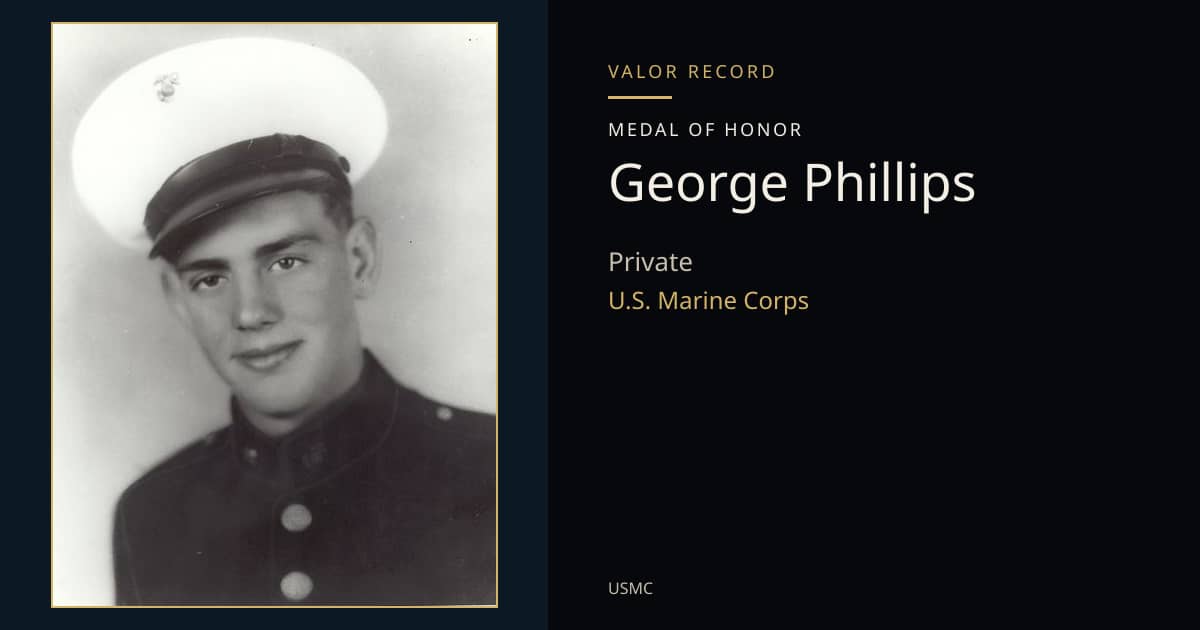 VALOR RECORD
MEDAL OF HONOR
George Phillips
Private
U.S. Marine Corps
USMC